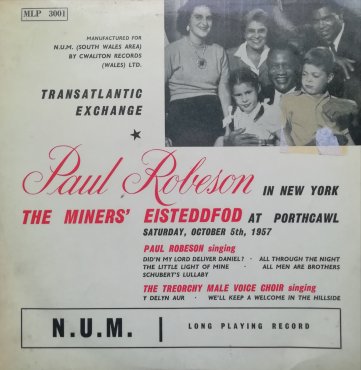 MLP 3001
MANUFACTURED FOR
N.U.M. (SOUTH WALES AREA)
BY CWALITON RECORDS
(WALES) LTD.
TRANSATLANTIC
EXCHANGE
Paul Robeson IN NEW YORK
THE MINERS' EISTEDDFOD AT PORTHCAWL
SATURDAY, OCTOBER 5th, 1957
PAUL ROBESON singing
DID'N MY LORD DELIVER DANIEL? · ALL THROUGH THE NIGHT
THE LITTLE LIGHT OF MINE · ALL MEN ARE BROTHERS
SCHUBERT'S LULLABY
THE TREORCHY MALE VOICE CHOIR singing
Y DELYN AUR · WE'LL KEEP A WELCOME IN THE HILLSIDE
N.U.M. | LONG PLAYING RECORD